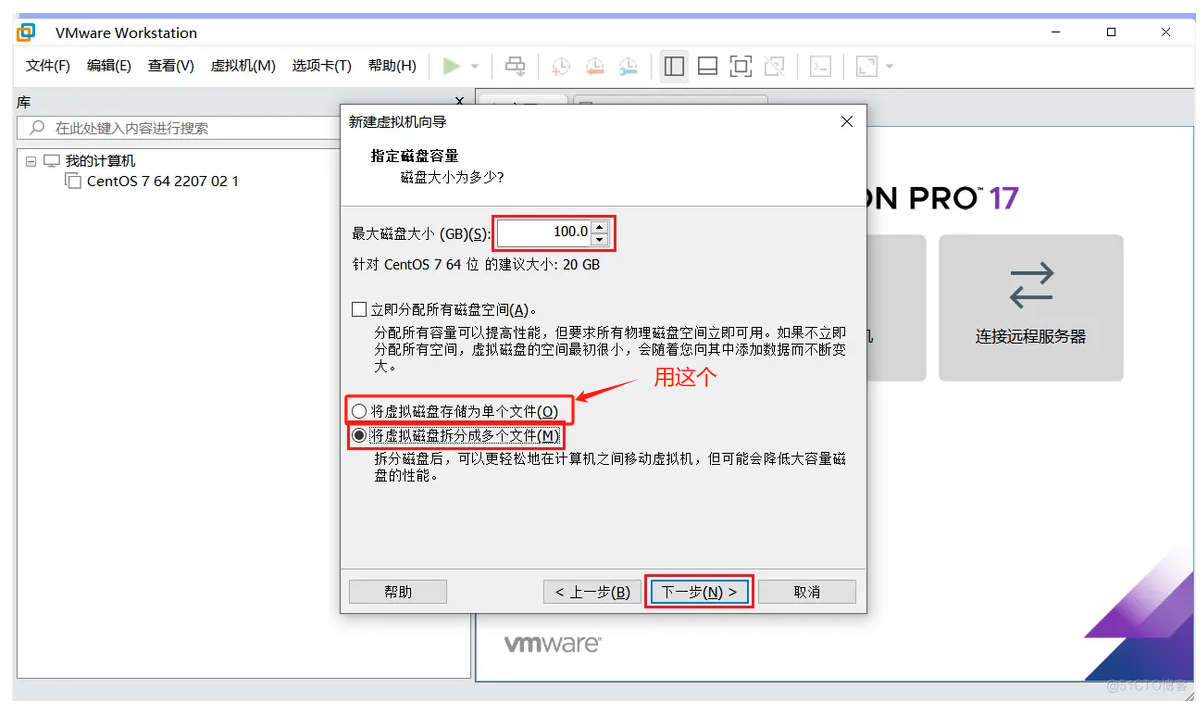 VMware Workstation
文件(F) 编辑(E) 查看(V) 虚拟机(M) 选项卡(T) 帮助(H)
库
在此处键入内容进行搜索
我的计算机
CentOS 7 64 2207 02 1
新建虚拟机向导
指定磁盘容量
磁盘大小为多少?
ON PRO™ 17
最大磁盘大小 (GB)(S): 100.0
针对 CentOS 7 64 位 的建议大小: 20 GB
立即分配所有磁盘空间(A)。
分配所有容量可以提高性能，但要求所有物理磁盘空间立即可用。如果不立即
分配所有空间，虚拟磁盘的空间最初很小，会随着您向其中添加数据而不断变
大。
连接远程服务器
用这个
将虚拟磁盘存储为单个文件(O)
将虚拟磁盘拆分成多个文件(M)
拆分磁盘后，可以更轻松地在计算机之间移动虚拟机，但可能会降低大容量磁
盘的性能。
帮助 < 上一步(B) 下一步(N) > 取消
vmware®
@51CTO博客